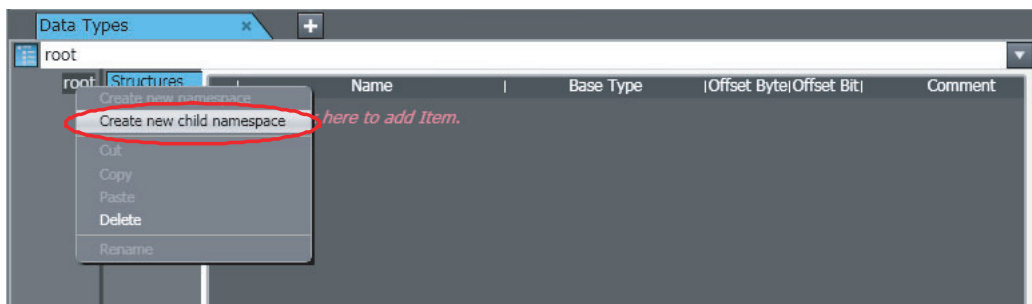 Data Types × +
root
root Structures
Name Base Type |Offset Byte|Offset Bit| Comment
Create new namespace
Create new child namespace
here to add Item.
Cut
Copy
Paste
Delete
Rename